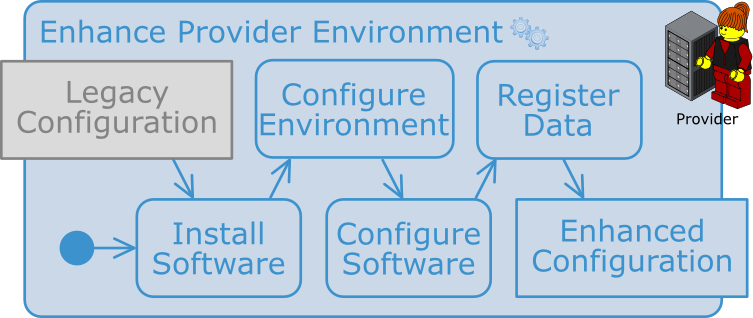 Enhance Provider Environment
Legacy
Configuration
Configure
Environment
Register
Data
Provider
Install
Software
Configure
Software
Enhanced
Configuration